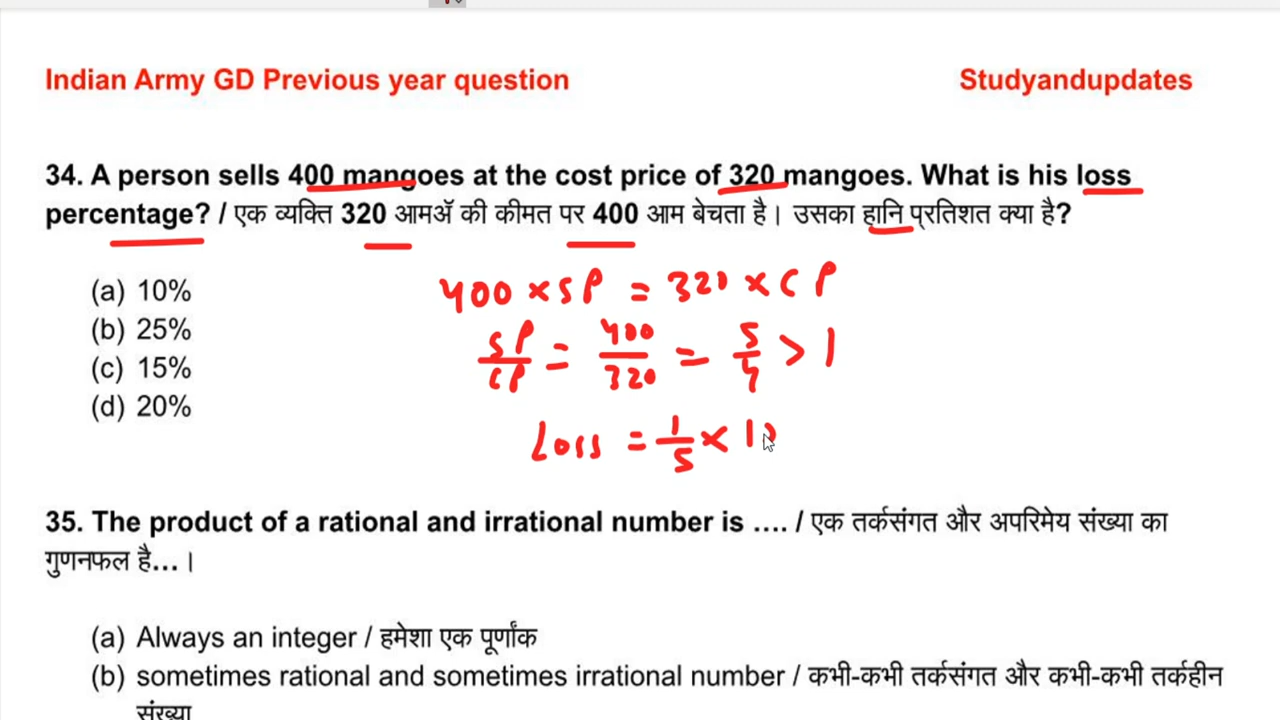 Indian Army GD Previous year question Studyandupdates
34. A person sells 400 mangoes at the cost price of 320 mangoes. What is his loss
percentage? / एक व्यक्ति 320 आमॲ की कीमत पर 400 आम बेचता है। उसका हानि प्रतिशत क्या है?
(a) 10%
(b) 25%
(c) 15%
(d) 20%
400 × SP = 320 × CP
SP/CP = 400/320 = 5/4 > 1
Loss = 1/5 × 10
35. The product of a rational and irrational number is …. / एक तर्कसंगत और अपरिमेय संख्या का
गुणनफल है…।
(a) Always an integer / हमेशा एक पूर्णांक
(b) sometimes rational and sometimes irrational number / कभी-कभी तर्कसंगत और कभी-कभी तर्कहीन
संख्या